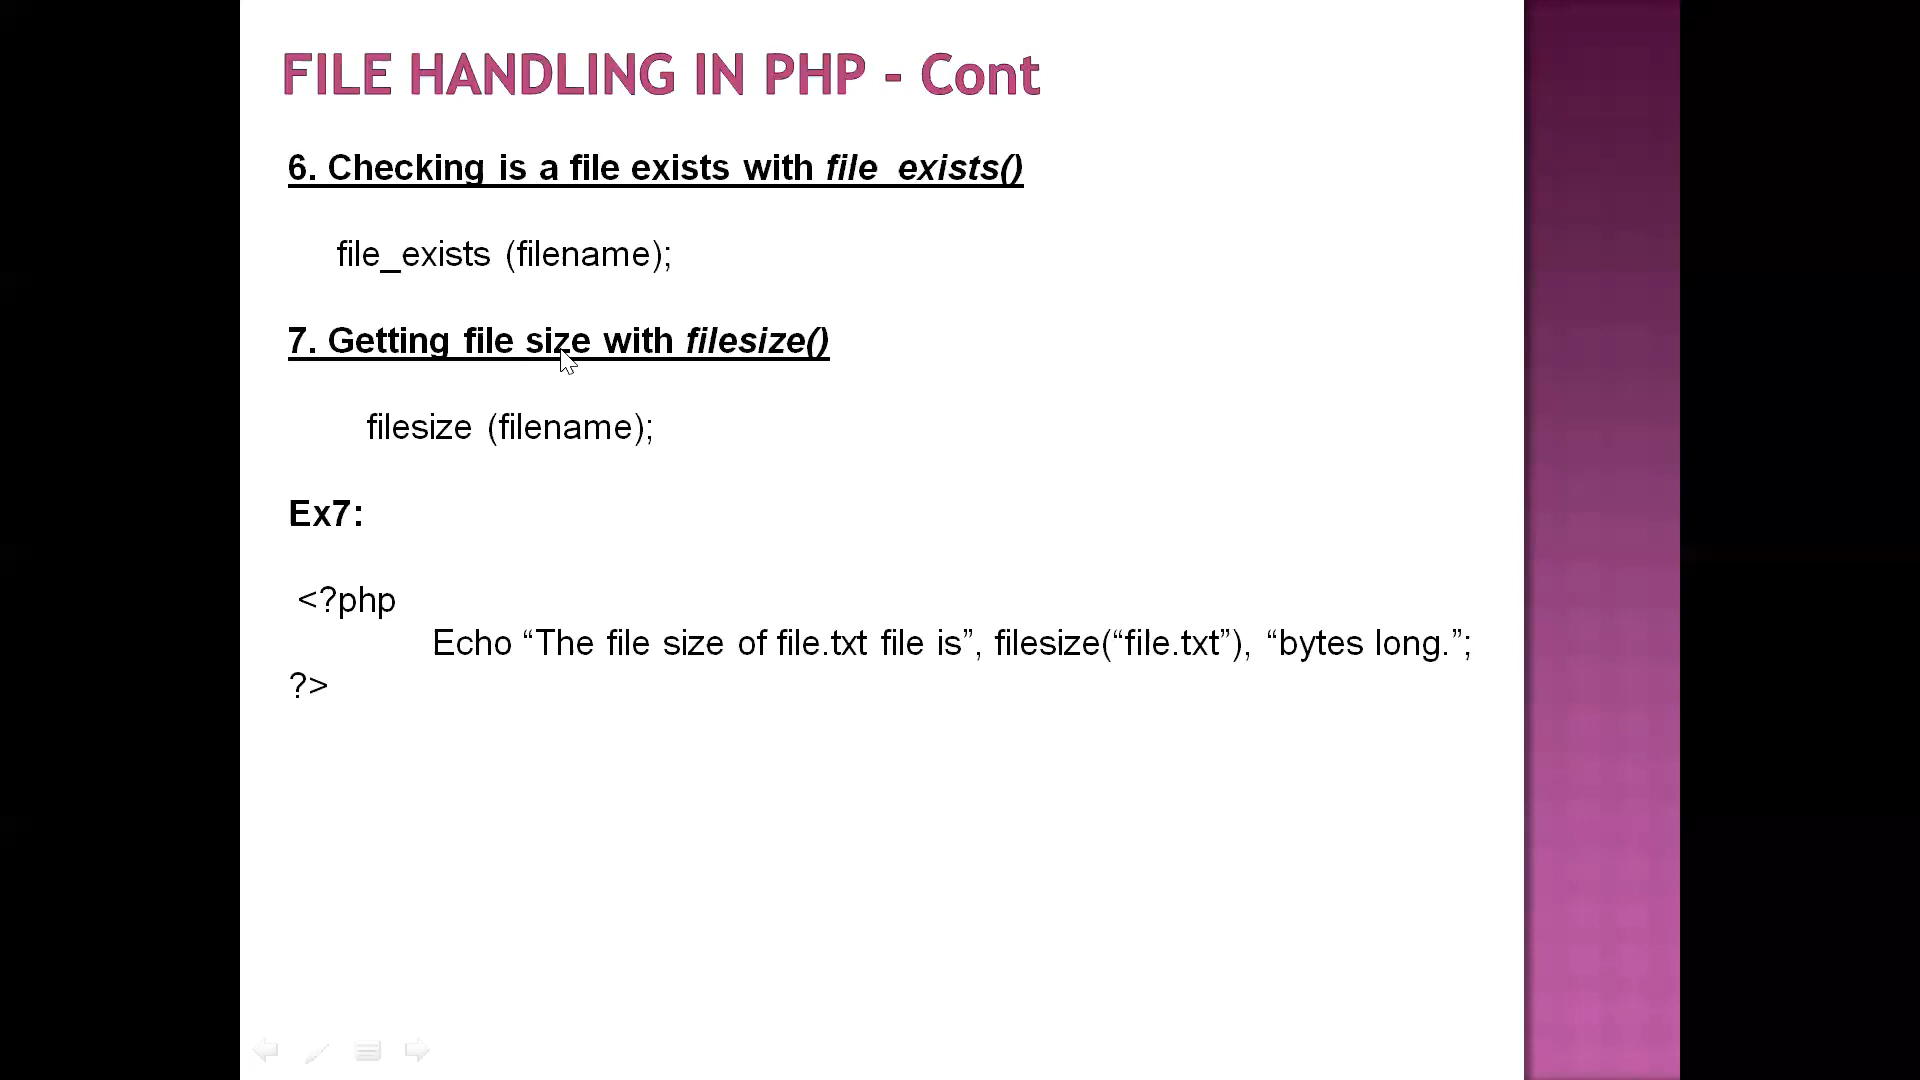 FILE HANDLING IN PHP - Cont
6. Checking is a file exists with file_exists()
file_exists (filename);
7. Getting file size with filesize()
filesize (filename);
Ex7:
<?php
Echo “The file size of file.txt file is”, filesize(“file.txt”), “bytes long.”;
?>